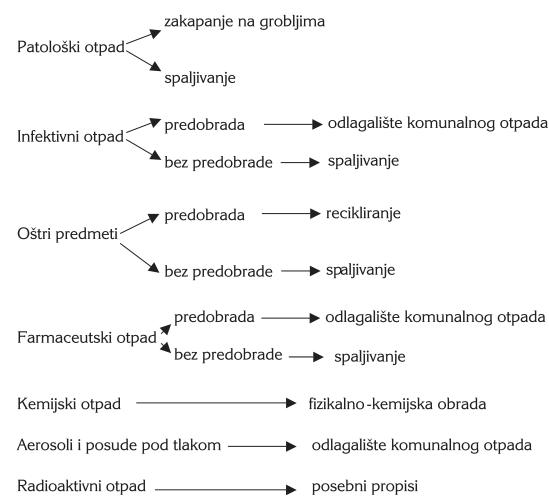 zakapanje na grobljima
Patološki otpad
spaljivanje
Infektivni otpad
predobrada
odlagalište komunalnog otpada
bez predobrade
spaljivanje
Oštri predmeti
predobrada
recikliranje
bez predobrade
spaljivanje
Farmaceutski otpad
predobrada
odlagalište komunalnog otpada
bez predobrade
spaljivanje
Kemijski otpad
fizikalno-kemijska obrada
Aerosoli i posude pod tlakom
odlagalište komunalnog otpada
Radioaktivni otpad
posebni propisi